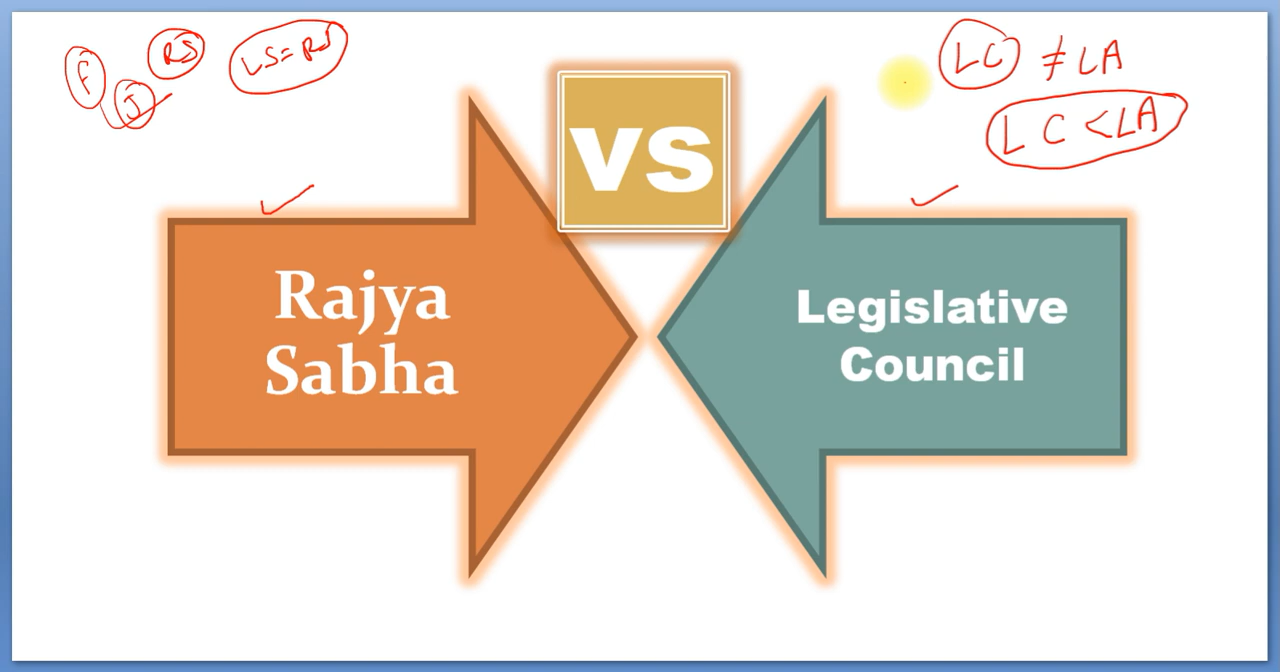 F
J
RS
LS = RS
LC ≠ LA
LC < LA
VS
Rajya
Sabha
Legislative
Council